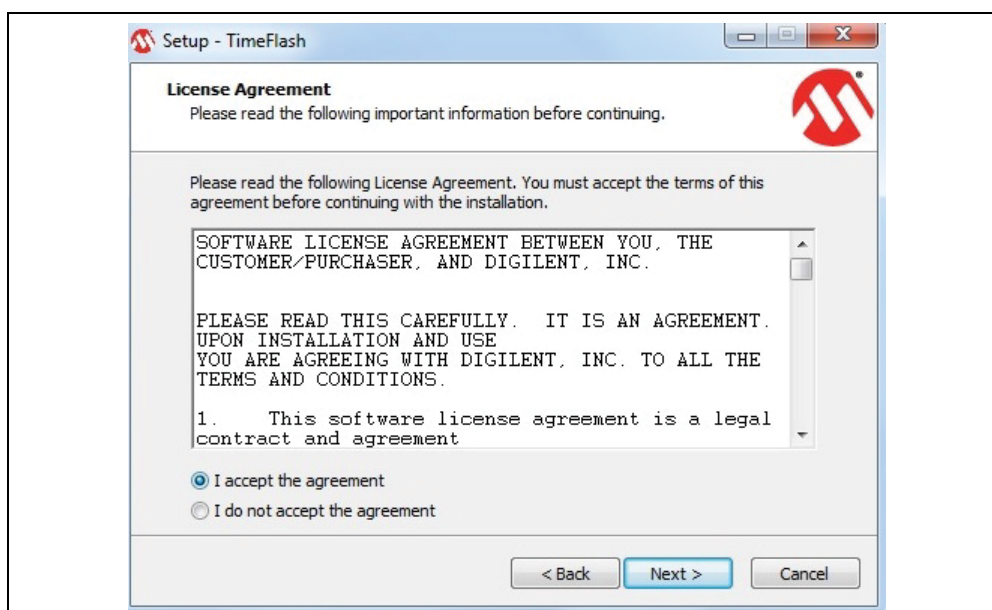 Setup - TimeFlash
License Agreement
Please read the following important information before continuing.
Please read the following License Agreement. You must accept the terms of this
agreement before continuing with the installation.
SOFTWARE LICENSE AGREEMENT BETWEEN YOU, THE
CUSTOMER/PURCHASER, AND DIGILENT, INC.
PLEASE READ THIS CAREFULLY.  IT IS AN AGREEMENT.
UPON INSTALLATION AND USE
YOU ARE AGREEING WITH DIGILENT, INC. TO ALL THE
TERMS AND CONDITIONS.
1.    This software license agreement is a legal
contract and agreement
I accept the agreement
I do not accept the agreement
< Back Next > Cancel